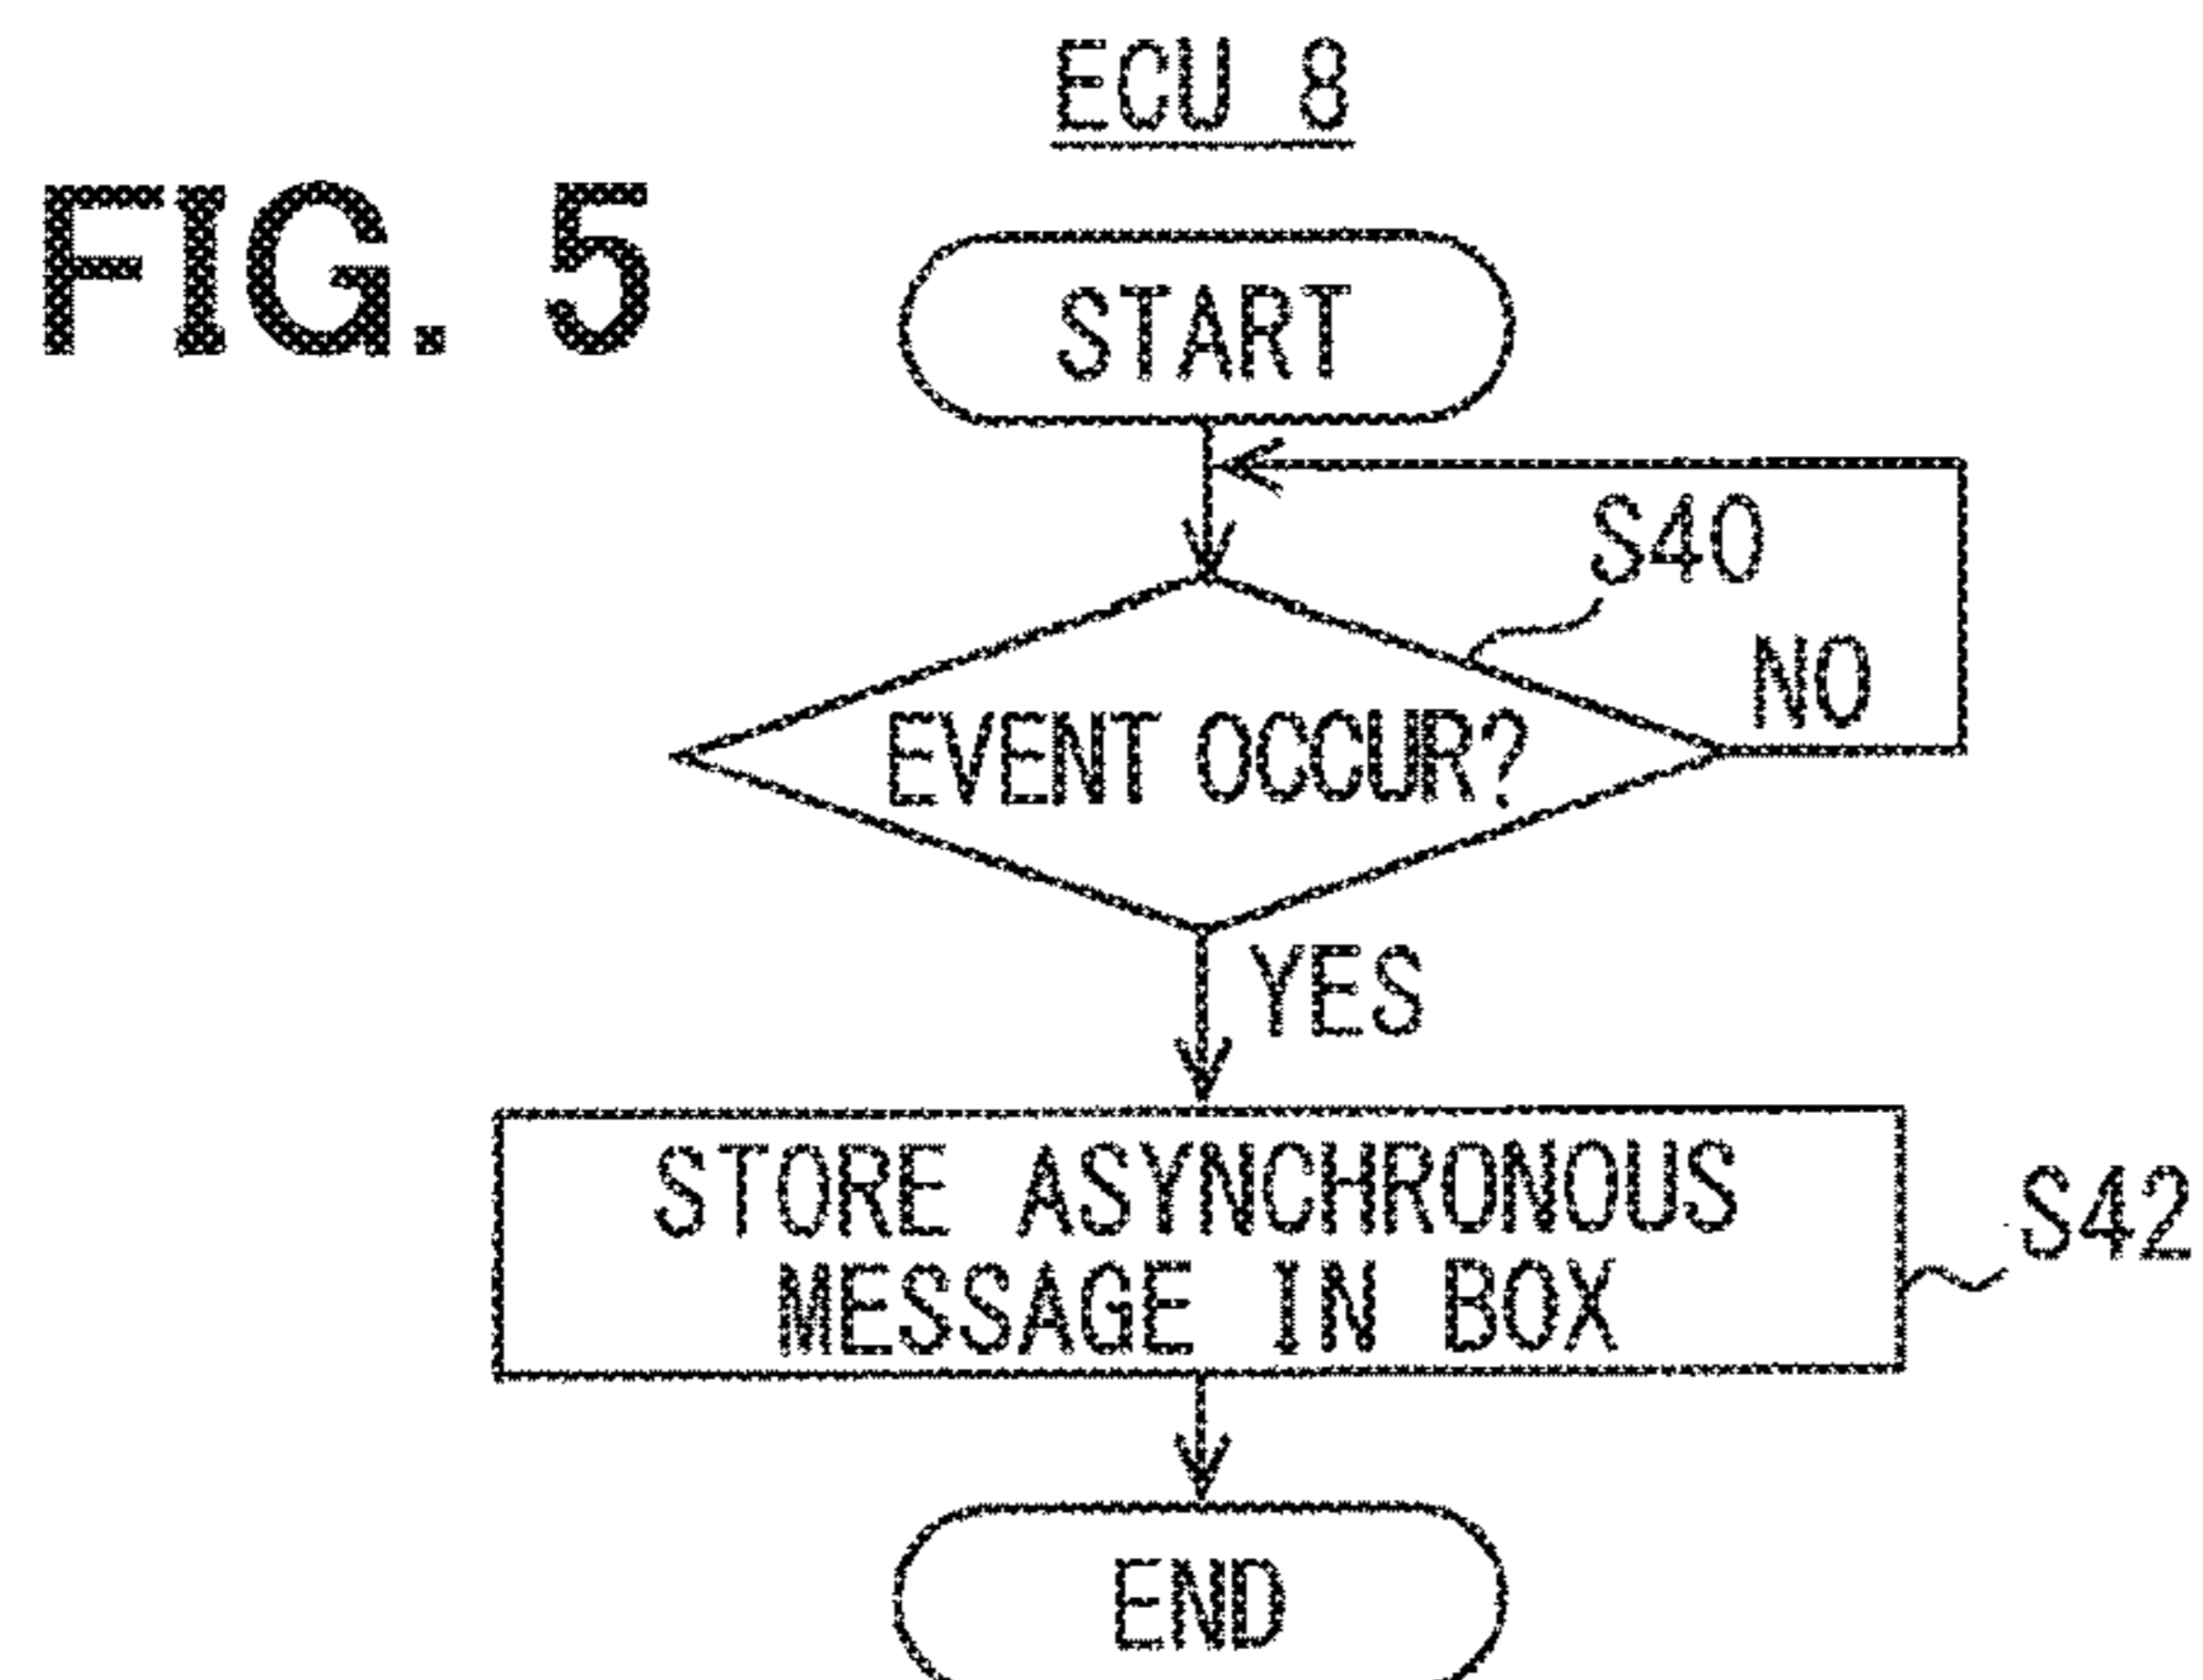 ECU 8
FIG. 5
START
S40
NO
EVENT OCCUR?
YES
STORE ASYNCHRONOUS
MESSAGE IN BOX
S42
END